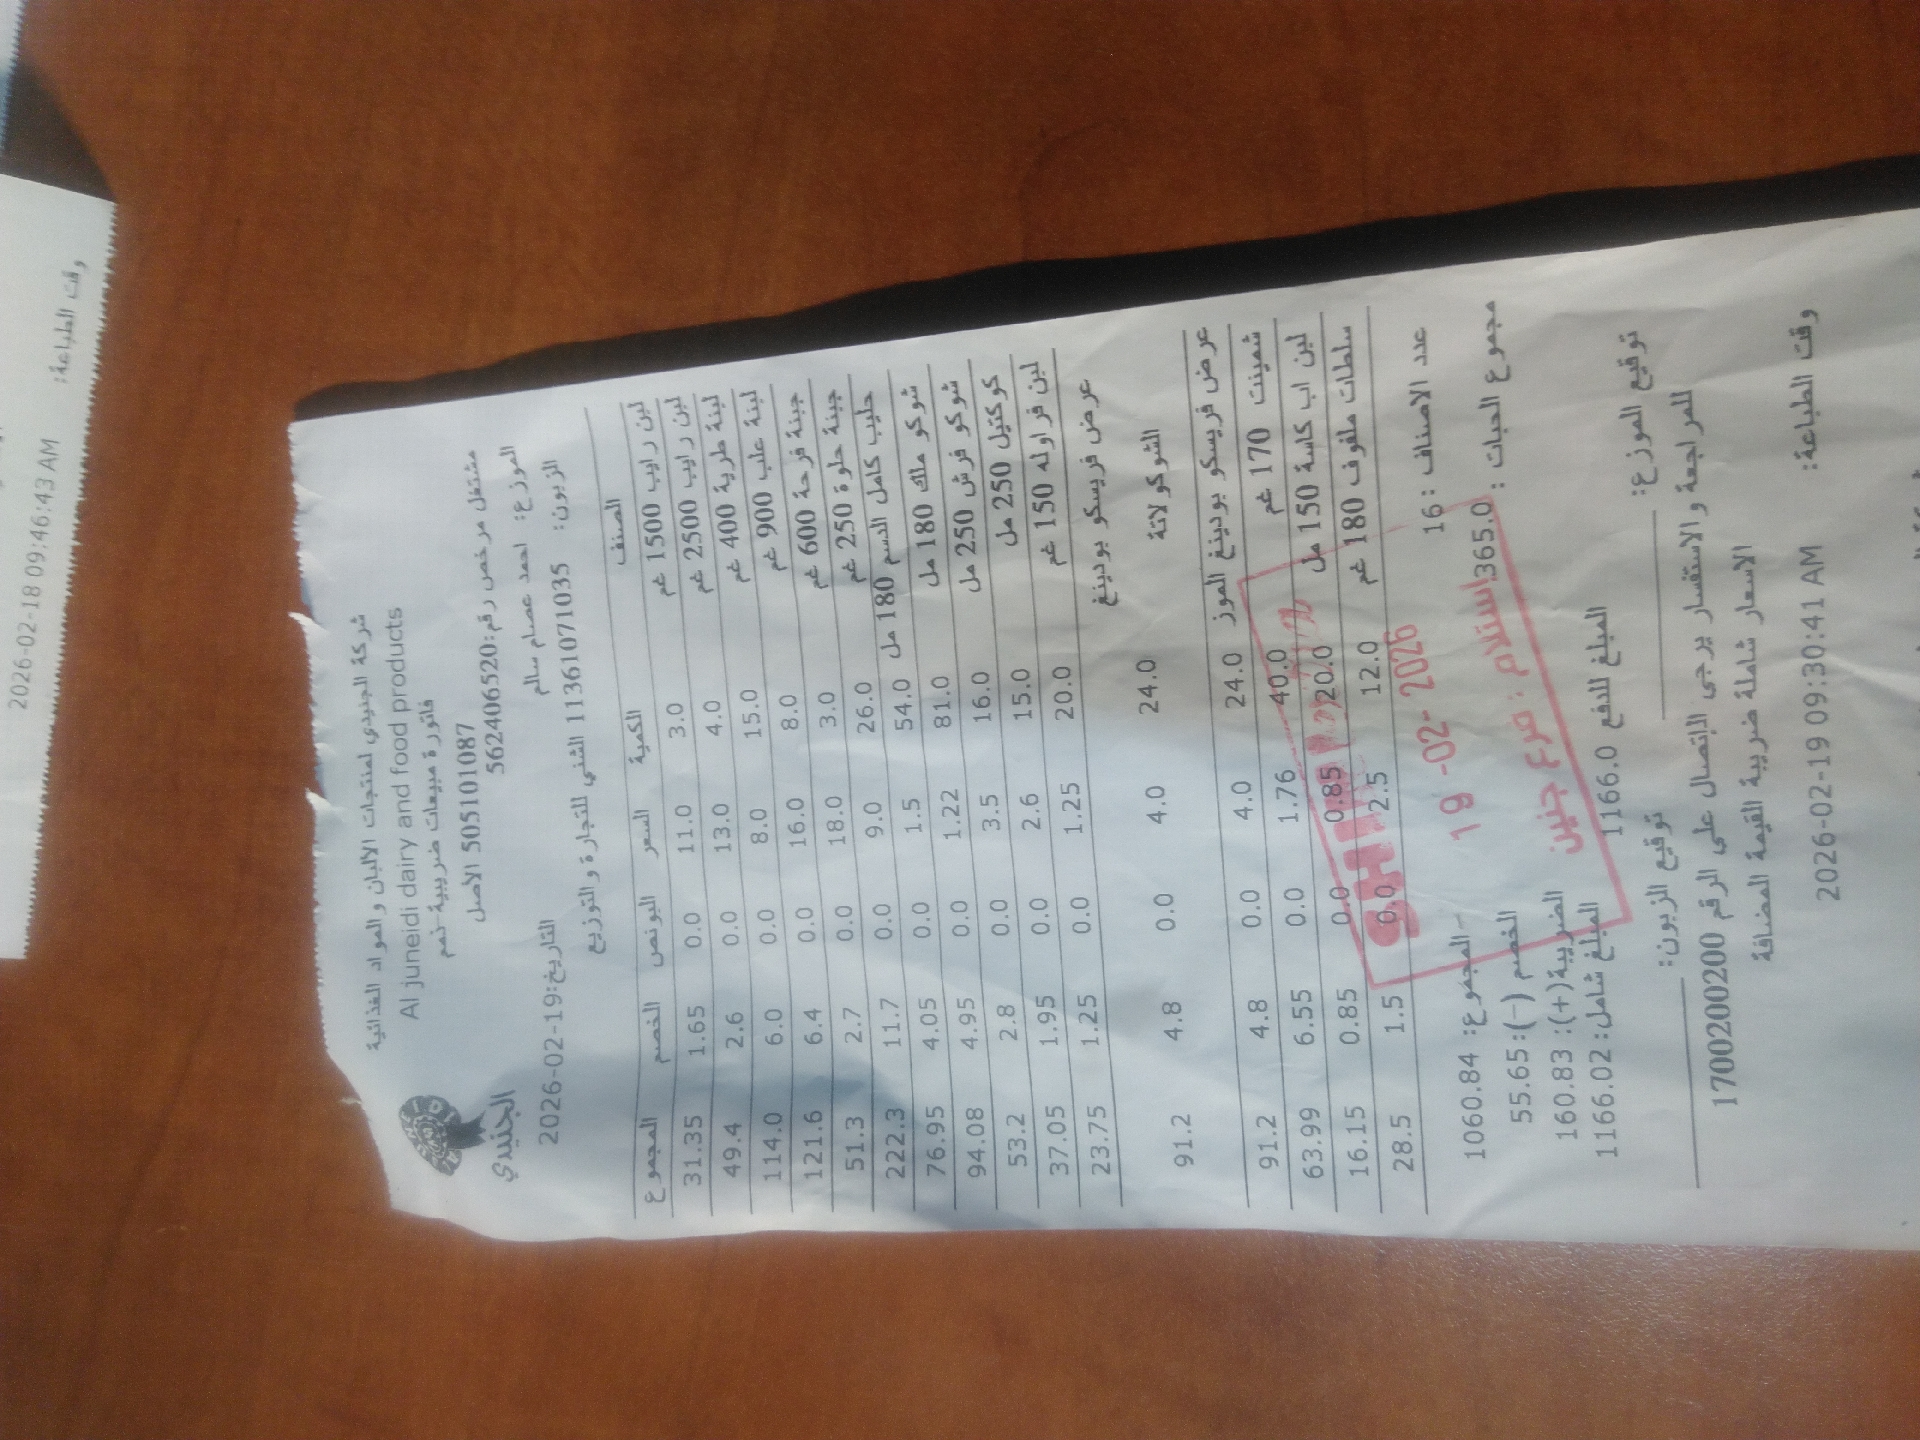 2026-02-18 09:46:43 AM وقت الطباعة:
شركة الجنيدي لمنتجات الالبان والمواد الغذائية
Al juneidi dairy and food products
فاتورة مبيعات ضريبية-نمم
505101087 الأصل
مشتغل مرخص رقم:562406520
الجنيدي
الموزع: احمد عصام سالم
التاريخ:2026-02-19
الزبون: 11361071035 الشني للتجارة والتوزيع
الصنف الكمية السعر البونص الخصم المجموع
لبن رايب 1500 غم 3.0 11.0 0.0 1.65 31.35
لبن رايب 2500 غم 4.0 13.0 0.0 2.6 49.4
لبنة طرية 400 غم 15.0 8.0 0.0 6.0 114.0
لبنة علب 900 غم 8.0 16.0 0.0 6.4 121.6
جبنة فرحة 600 غم 3.0 18.0 0.0 2.7 51.3
جبنة حلوة 250 غم 26.0 9.0 0.0 11.7 222.3
حليب كامل الدسم 180 مل 54.0 1.5 0.0 4.05 76.95
شوكو ملك 180 مل 81.0 1.22 0.0 4.95 94.08
شوكو فرش 250 مل 16.0 3.5 0.0 2.8 53.2
كوكتيل 250 مل 15.0 2.6 0.0 1.95 37.05
لبن فراوله 150 غم 20.0 1.25 0.0 1.25 23.75
عرض فريسكو بودينغ
الشوكولاتة 24.0 4.0 0.0 4.8 91.2
عرض فريسكو بودينغ الموز 24.0 4.0 0.0 4.8 91.2
شمينت 170 غم 40.0 1.76 0.0 6.55 63.99
لبن اب كاسة 150 مل 20.0 0.85 0.0 0.85 16.15
سلطات ملفوف 180 غم 12.0 2.5 0.0 1.5 28.5
19 -02- 2026
استلام : فرع جنين
عدد الاصناف :16
مجموع الحبات : 365.0
المجموع: 1060.84
الخصم (-): 55.65
الضريبة(+): 160.83
المبلغ شامل: 1166.02
المبلغ للدفع 1166.0
توقيع الموزع:
توقيع الزبون:
للمراجعة والاستفسار يرجى الإتصال على الرقم 1700200200
الاسعار شاملة ضريبة القيمة المضافة
وقت الطباعة: 2026-02-19 09:30:41 AM